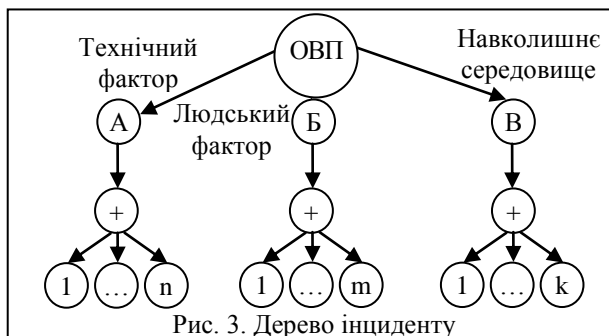 ОВП
Технічний
фактор
Навколишнє
середовище
А
Людський
фактор
Б
В
+ + +
1 … n 1 … m 1 … k
Рис. 3. Дерево інциденту